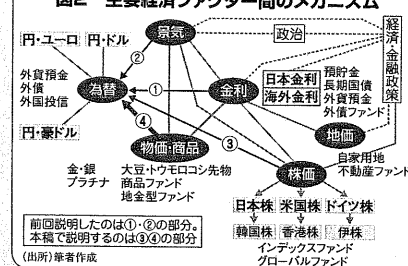 図2 主要経済ファクター間のメカニズム
円・ユーロ
円・ドル
景気
政治
経済・金融政策
②
外貨預金
外債
外国投信
為替
①
金利
日本金利
海外金利
預貯金
長期国債
外貨預金
外債ファンド
円・豪ドル
④
地価
物価・商品
③
自家用地
不動産ファンド
金・銀
プラチナ
大豆・トウモロコシ先物
商品ファンド
地金型ファンド
株価
日本株
米国株
ドイツ株
韓国株
香港株
伊株
インデックスファンド
グローバルファンド
前回説明したのは①・②の部分。
本稿で説明するのは③④の部分
(出所)筆者作成